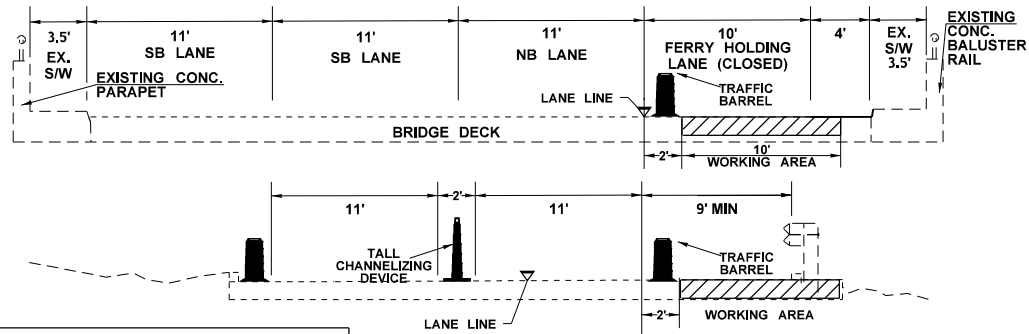 3.5'
EX.
S/W
11'
SB LANE
11'
SB LANE
11'
NB LANE
10'
FERRY HOLDING
LANE (CLOSED)
4'
EX.
S/W
3.5'
EXISTING
CONC.
BALUSTER
RAIL
EXISTING CONC.
PARAPET
LANE LINE
TRAFFIC
BARREL
BRIDGE DECK
2'
10'
WORKING AREA
11'
2'
11'
9' MIN
TALL
CHANNELIZING
DEVICE
TRAFFIC
BARREL
LANE LINE
2'
WORKING AREA